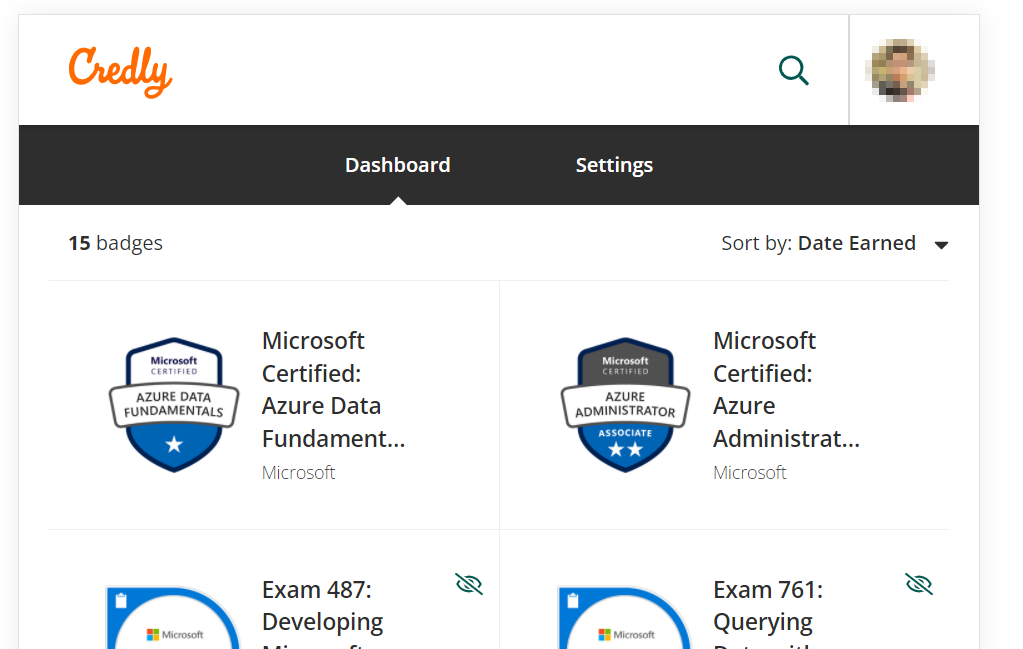 Credly
Dashboard Settings
15 badges
Sort by: Date Earned
Microsoft
CERTIFIED
AZURE DATA
FUNDAMENTALS
Microsoft
Certified:
Azure Data
Fundament...
Microsoft
Microsoft
CERTIFIED
AZURE
ADMINISTRATOR
ASSOCIATE
Microsoft
Certified:
Azure
Administrat...
Microsoft
Microsoft
Exam 487:
Developing
Microsoft
Exam 761:
Querying